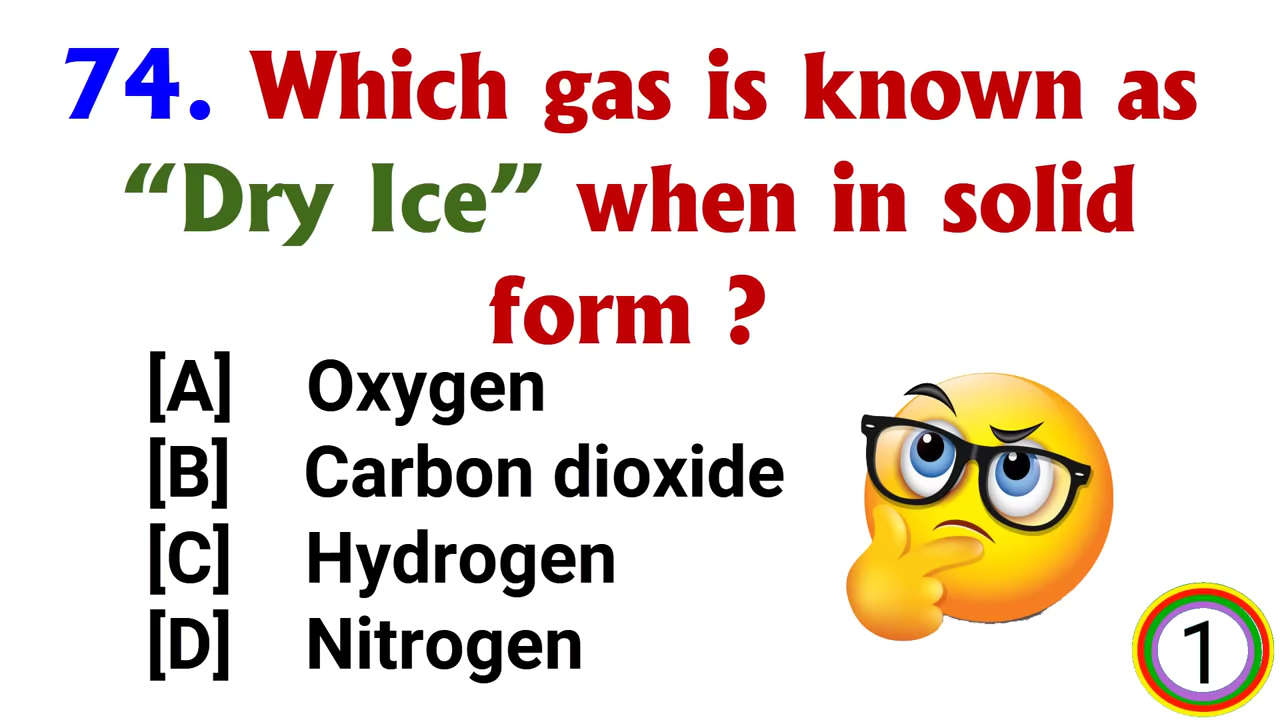 74. Which gas is known as
“Dry Ice” when in solid
form ?
[A] Oxygen
[B] Carbon dioxide
[C] Hydrogen
[D] Nitrogen
1